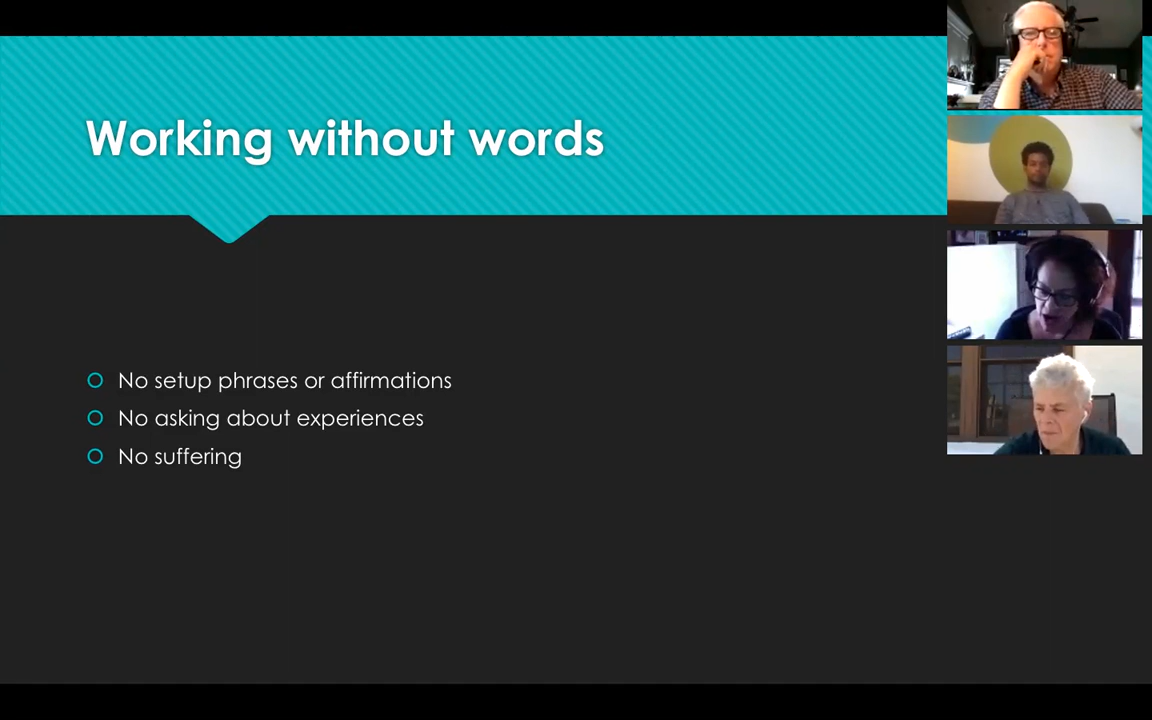 Working without words
No setup phrases or affirmations
No asking about experiences
No suffering